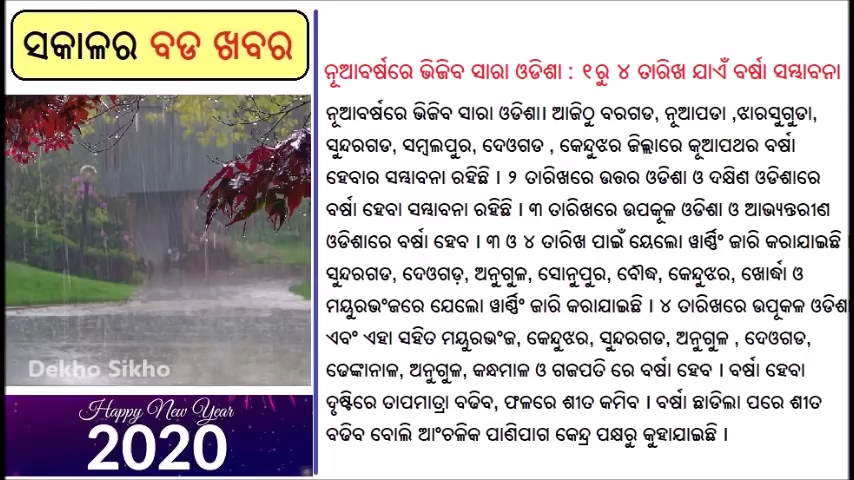 ସକାଳର ବଡ ଖବର
ନୂଆବର୍ଷରେ ଭିଜିବ ସାରା ଓଡିଶା : ୧ରୁ ୪ ତାରିଖ ଯାଏଁ ବର୍ଷା ସମ୍ଭାବନା
ନୂଆବର୍ଷରେ ଭିଜିବ ସାରା ଓଡିଶା। ଆଜିଠୁ ବରଗଡ, ନୂଆପଡା ,ଝାରସୁଗୁଡା,
ସୁନ୍ଦରଗଡ, ସମ୍ବଲପୁର, ଦେଓଗଡ , କେନ୍ଦୁଝର ଜିଲ୍ଲାରେ କୂଆପଥର ବର୍ଷା
ହେବାର ସମ୍ଭାବନା ରହିଛି । ୨ ତାରିଖରେ ଉତ୍ତର ଓଡିଶା ଓ ଦକ୍ଷିଣ ଓଡିଶାରେ
ବର୍ଷା ହେବା ସମ୍ଭାବନା ରହିଛି । ୩ ତାରିଖରେ ଉପକୂଳ ଓଡିଶା ଓ ଆଭ୍ୟନ୍ତରୀଣ
ଓଡିଶାରେ ବର୍ଷା ହେବ । ୩ ଓ ୪ ତାରିଖ ପାଇଁ ୟେଲୋ ୱାର୍ଣ୍ଣିଂ ଜାରି କରାଯାଇଛି ।
ସୁନ୍ଦରଗଡ, ଦେଓଗଡ଼, ଅନୁଗୁଳ, ସୋନୁପୁର, ବୌଦ୍ଧ, କେନ୍ଦୁଝର, ଖୋର୍ଦ୍ଧା ଓ
ମୟୁରଭଂଜରେ ଯେଲୋ ୱାର୍ଣ୍ଣିଂ ଜାରି କରାଯାଇଛି । ୪ ତାରିଖରେ ଉପୂକଳ ଓଡିଶା
ଏବଂ ଏହା ସହିତ ମୟୁରଭଂଜ, କେନ୍ଦୁଝର, ସୁନ୍ଦରଗଡ, ଅନୁଗୁଳ , ଦେଓଗଡ,
ଢେଙ୍କାନାଳ, ଅନୁଗୁଳ, କନ୍ଧମାଳ ଓ ଗଜପତି ରେ ବର୍ଷା ହେବ । ବର୍ଷା ହେବା
ଦୃଷ୍ଟିରେ ତାପମାତ୍ରା ବଢିବ, ଫଳରେ ଶୀତ କମିବ । ବର୍ଷା ଛାଡିଲା ପରେ ଶୀତ
ବଢିବ ବୋଲି ଆଂଚଳିକ ପାଣିପାଗ କେନ୍ଦ୍ର ପକ୍ଷରୁ କୁହାଯାଇଛି ।
Dekho Sikho
Happy New Year
2020